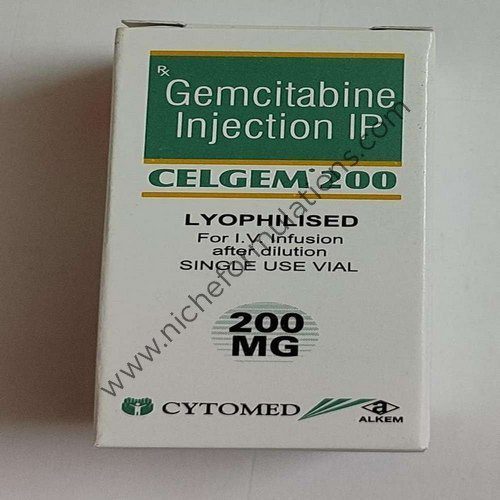 Rx
Gemcitabine
Injection IP
CELGEM® 200
LYOPHILISED
For I.V. Infusion
after dilution
SINGLE USE VIAL
200
MG
CYTOMED
a
ALKEM
www.nicheformulations.com